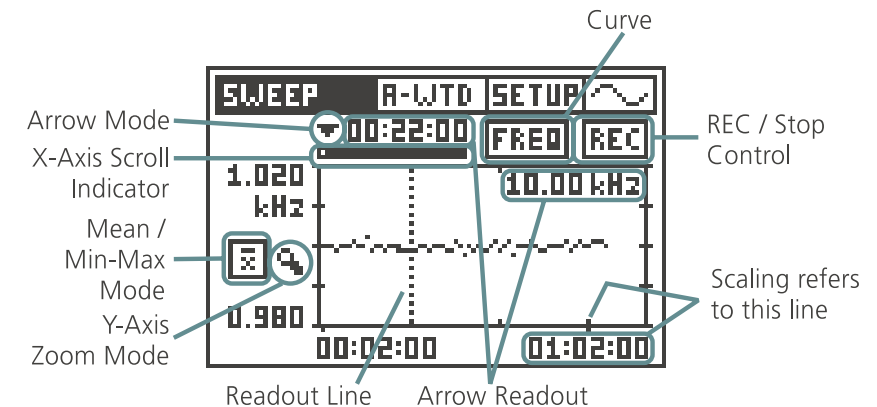 Curve
SWEEP A-WTD SETUP
Arrow Mode
00:22:00 FREQ REC
REC / Stop
Control
X-Axis Scroll
Indicator
1.020
kHz
10.00 kHz
Mean /
Min-Max
Mode
x̄
Scaling refers
to this line
Y-Axis
Zoom Mode
0.980
00:02:00 01:02:00
Readout Line Arrow Readout